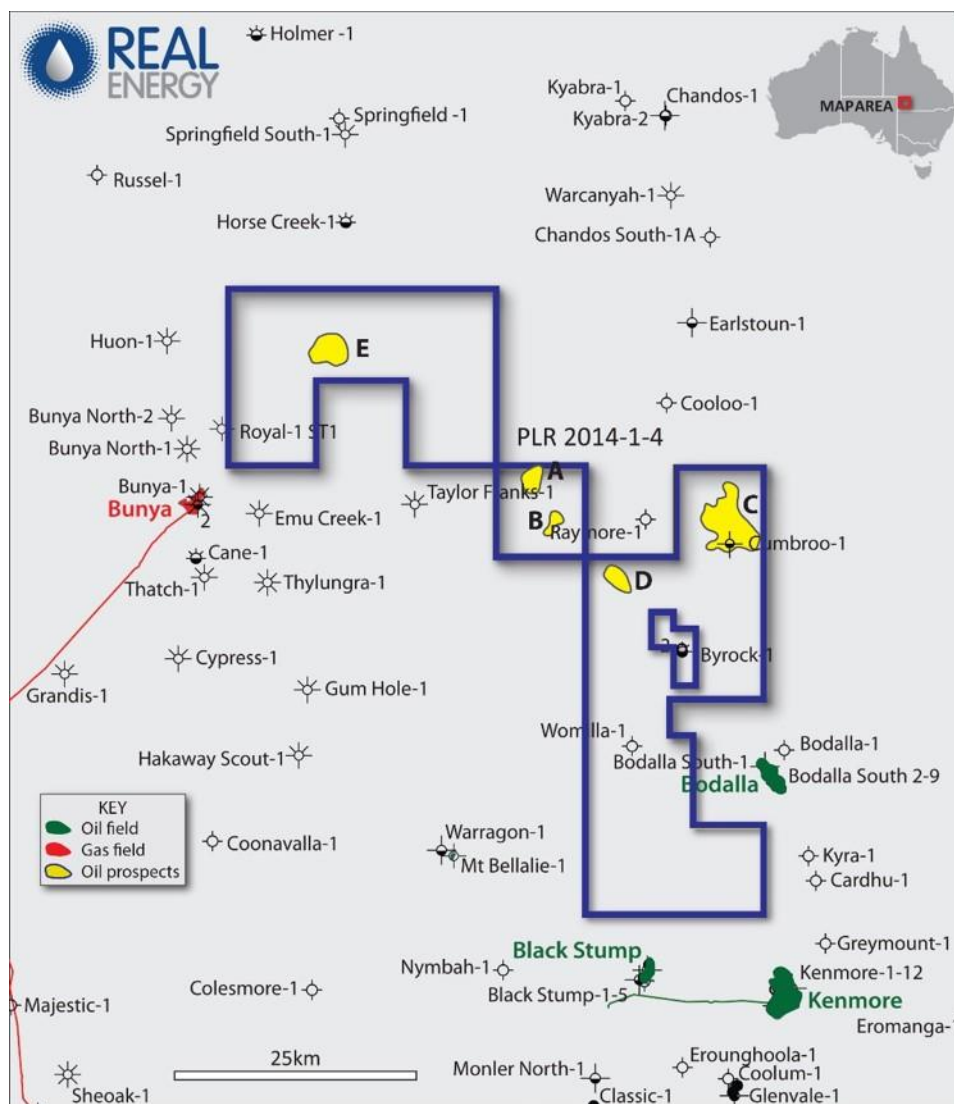 REAL
ENERGY
Holmer -1
Kyabra-1
Chandos-1
Kyabra-2
MAPAREA
Springfield -1
Springfield South-1
Russel-1
Warcanyah-1
Horse Creek-1
Chandos South-1A
Huon-1
E
Earlstoun-1
Bunya North-2
Royal-1 ST1
Cooloo-1
Bunya North-1
PLR 2014-1-4
A
Bunya-1
Taylor Franks-1
Bunya
2
Emu Creek-1
B
Raymore-1
C
Cumbroo-1
Cane-1
Thatch-1
Thylungra-1
D
2
Byrock-1
Cypress-1
Grandis-1
Gum Hole-1
Womilla-1
Bodalla-1
Hakaway Scout-1
Bodalla South-1
Bodalla
Bodalla South 2-9
KEY
Oil field
Gas field
Oil prospects
Coonavalla-1
Warragon-1
Mt Bellalie-1
Kyra-1
Cardhu-1
Black Stump
Greymount-1
Nymbah-1
Kenmore-1-12
Colesmore-1
Black Stump-1-5
Kenmore
Majestic-1
Eromanga-1
25km
Monler North-1
Erounghoola-1
Coolum-1
Sheoak-1
Classic-1
Glenvale-1